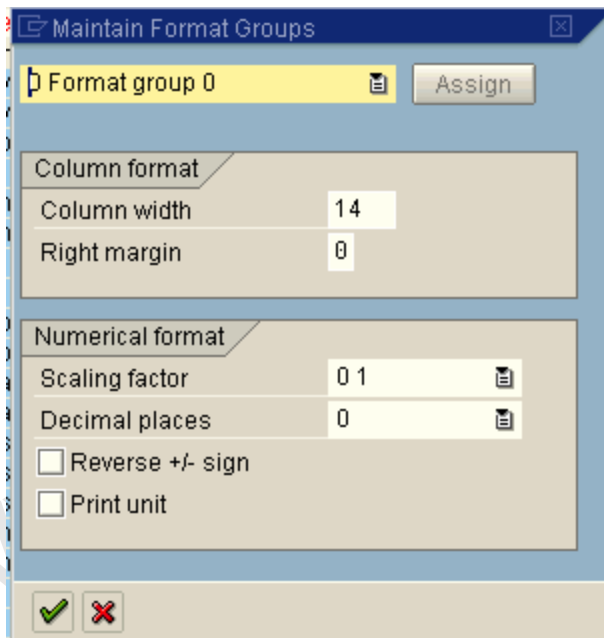 Maintain Format Groups
0 Format group 0
Assign
Column format
Column width 14
Right margin 0
Numerical format
Scaling factor 0 1
Decimal places 0
Reverse +/- sign
Print unit